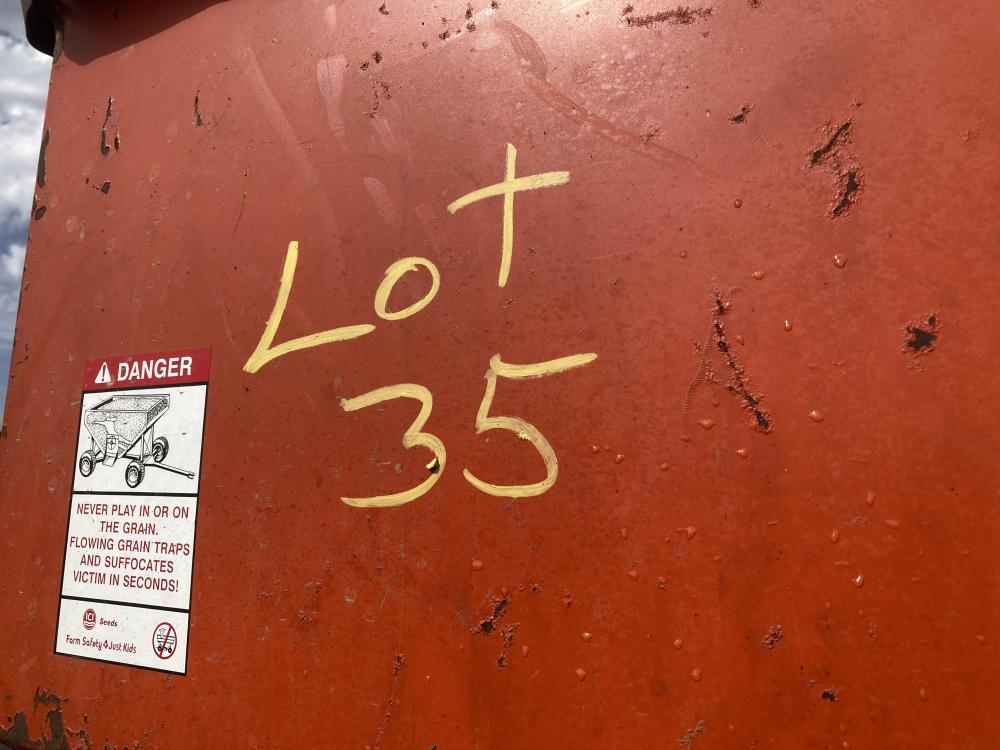 Lot
35
DANGER
NEVER PLAY IN OR ON
THE GRAIN.
FLOWING GRAIN TRAPS
AND SUFFOCATES
VICTIM IN SECONDS!
ICI Seeds
Farm Safety 4 Just Kids